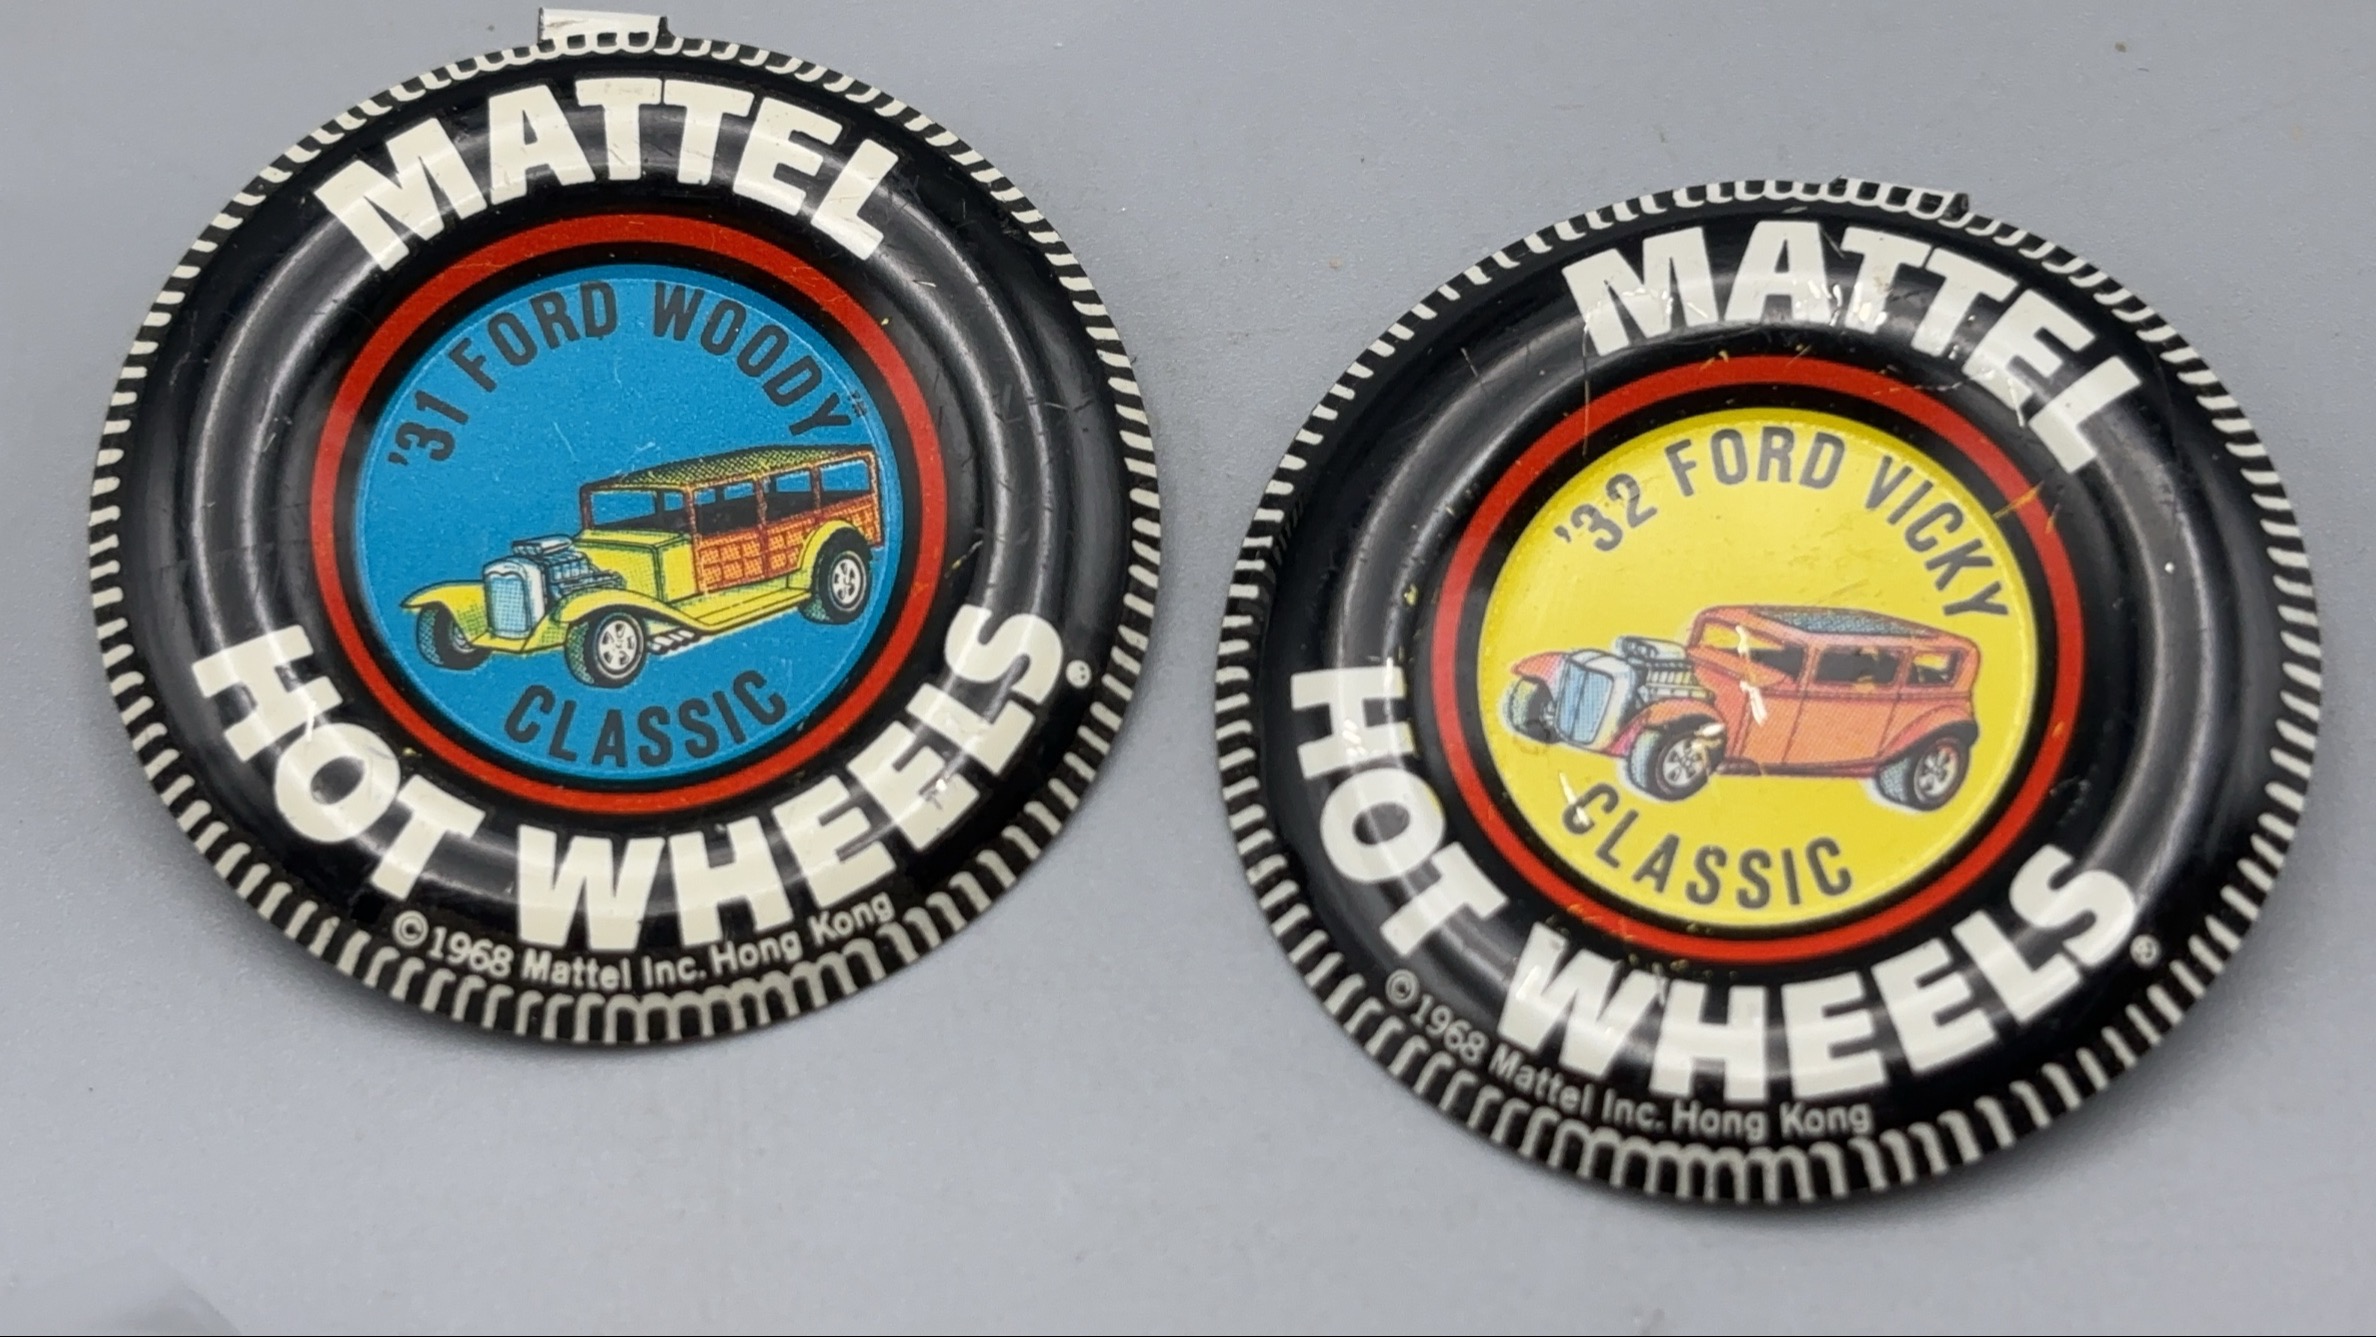 MATTEL
'31 FORD WOODY™
CLASSIC
HOT WHEELS®
©1968 Mattel Inc. Hong Kong
MATTEL
'32 FORD VICKY
CLASSIC
HOT WHEELS®
©1968 Mattel Inc. Hong Kong